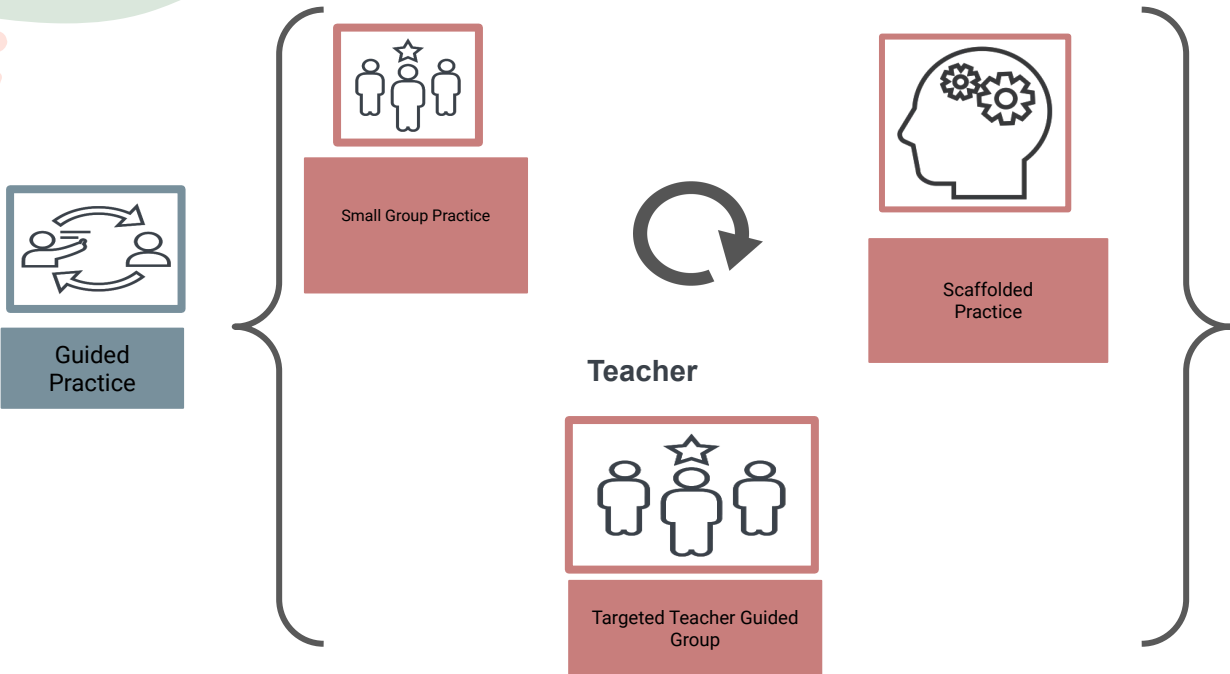 Guided
Practice
Small Group Practice
Teacher
Targeted Teacher Guided
Group
Scaffolded
Practice